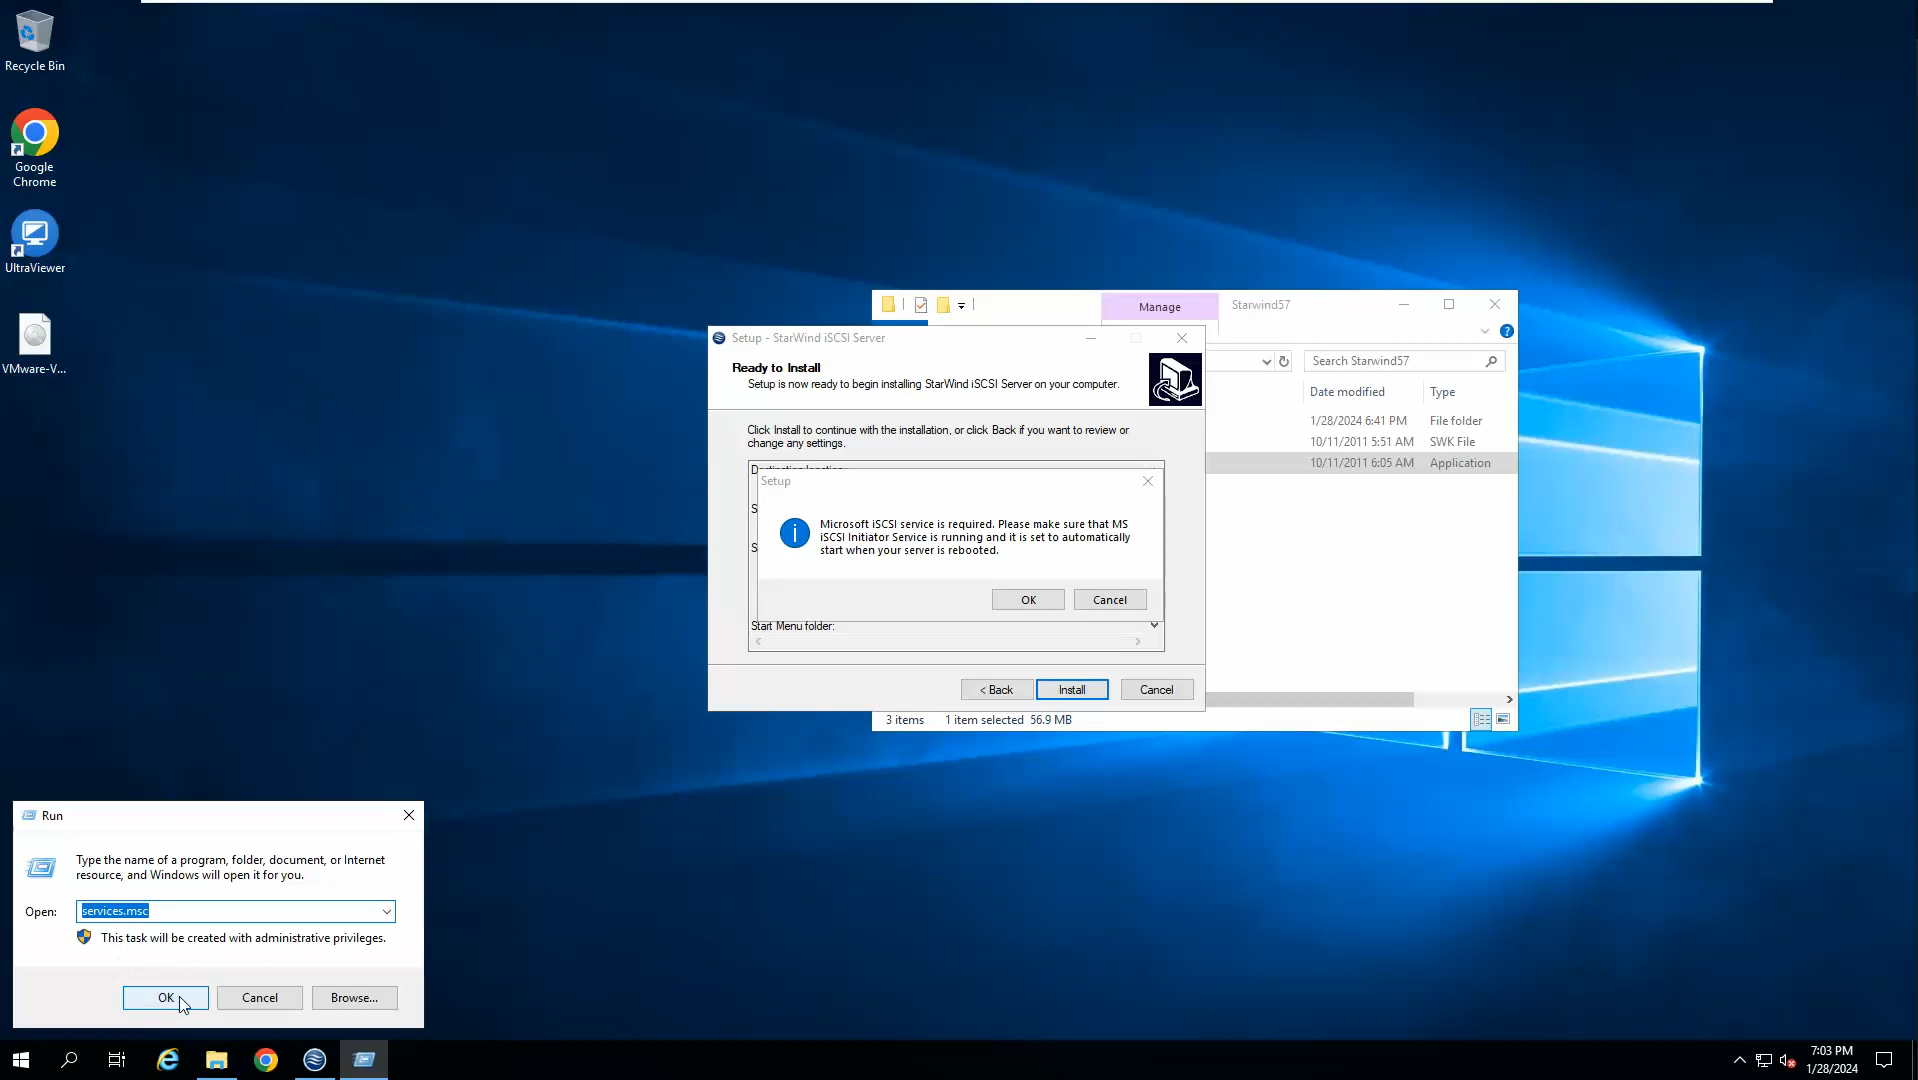 Recycle Bin
Google
Chrome
UltraViewer
VMware-V...
Manage
Starwind57
Search Starwind57
Date modified
Type
1/28/2024 6:41 PM
File folder
10/11/2011 5:51 AM
SWK File
10/11/2011 6:05 AM
Application
3 items
1 item selected 56.9 MB
Setup - StarWind iSCSI Server
Ready to Install
Setup is now ready to begin installing StarWind iSCSI Server on your computer.
Click Install to continue with the installation, or click Back if you want to review or
change any settings.
Setup
Microsoft iSCSI service is required. Please make sure that MS
iSCSI Initiator Service is running and it is set to automatically
start when your server is rebooted.
OK
Cancel
Start Menu folder:
< Back
Install
Cancel
Run
Type the name of a program, folder, document, or Internet
resource, and Windows will open it for you.
Open:
services.msc
This task will be created with administrative privileges.
OK
Cancel
Browse...
7:03 PM
1/28/2024